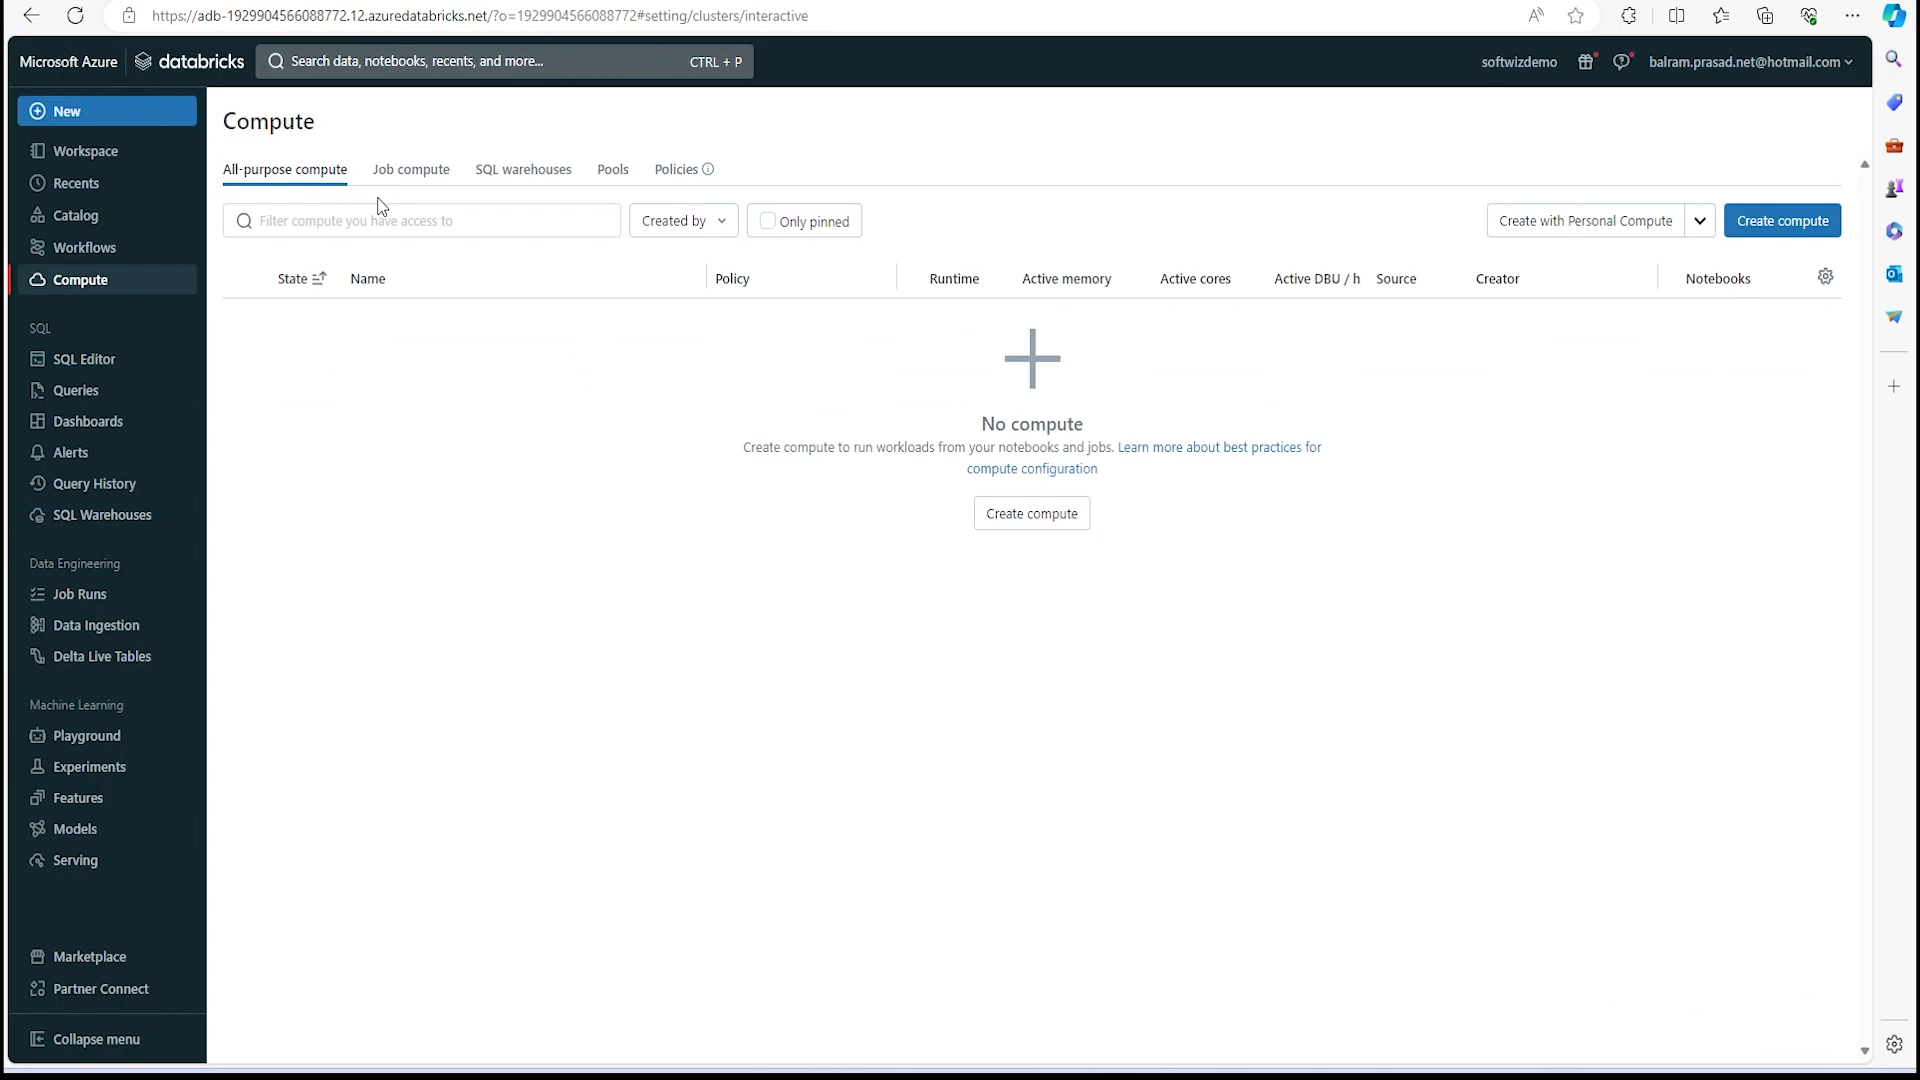 https://adb-1929904566088772.12.azuredatabricks.net/?o=1929904566088772#setting/clusters/interactive
Microsoft Azure databricks Search data, notebooks, recents, and more... CTRL + P softwizdemo balram.prasad.net@hotmail.com
New
Workspace
Recents
Catalog
Workflows
Compute
SQL
SQL Editor
Queries
Dashboards
Alerts
Query History
SQL Warehouses
Data Engineering
Job Runs
Data Ingestion
Delta Live Tables
Machine Learning
Playground
Experiments
Features
Models
Serving
Marketplace
Partner Connect
Collapse menu
Compute
All-purpose compute Job compute SQL warehouses Pools Policies
Filter compute you have access to Created by Only pinned Create with Personal Compute Create compute
State Name Policy Runtime Active memory Active cores Active DBU / h Source Creator Notebooks
No compute
Create compute to run workloads from your notebooks and jobs. Learn more about best practices for
compute configuration
Create compute